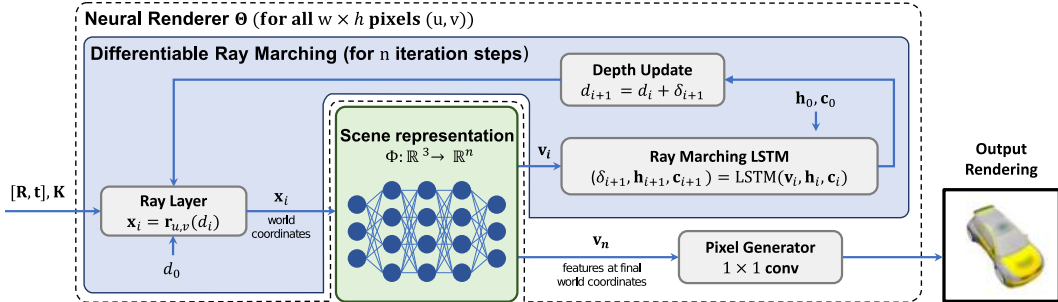 Neural Renderer Θ (for all w × h pixels (u, v))
Differentiable Ray Marching (for n iteration steps)
Depth Update
d_{i+1} = d_i + δ_{i+1}
h_0, c_0
Scene representation
Φ: ℝ^3 → ℝ^n
v_i
Ray Marching LSTM
(δ_{i+1}, h_{i+1}, c_{i+1}) = LSTM(v_i, h_i, c_i)
Output
Rendering
[R, t], K
Ray Layer
x_i = r_{u,v}(d_i)
x_i
world
coordinates
d_0
v_n
features at final
world coordinates
Pixel Generator
1 × 1 conv